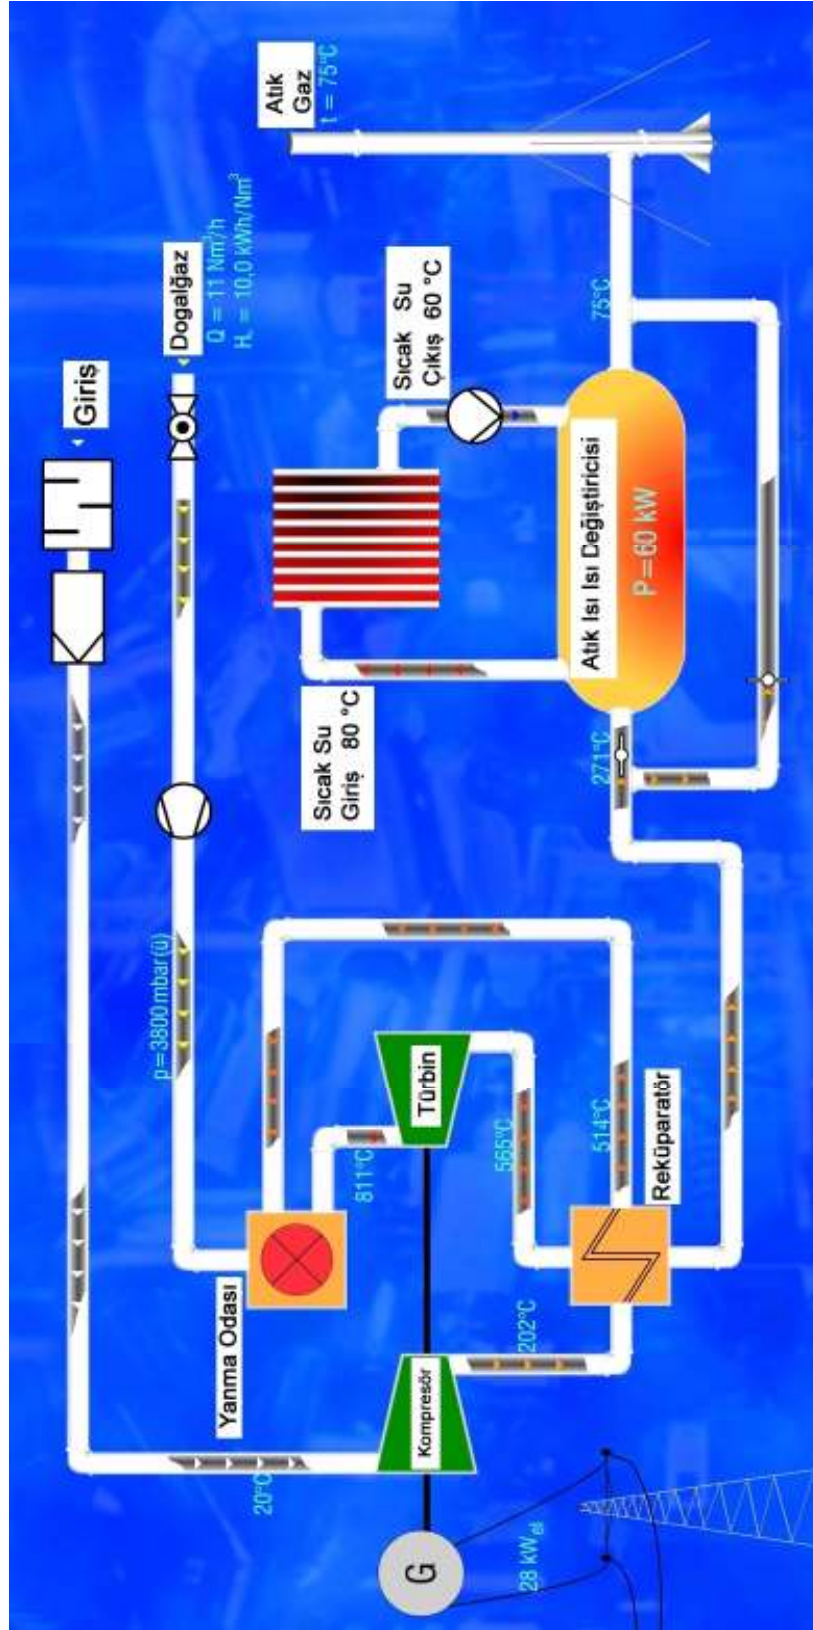 Giriş
Doğalğaz
Q = 11 Nm³/h
Hᵤ = 10,0 kWh/Nm³
Atık
Gaz
t = 75°C
p=3800 mbar(ü)
Sıcak Su
Giriş 80 °C
Sıcak Su
Çıkış 60 °C
Atık Isı Isı Değiştiricisi
P=60 kW
75°C
271°C
Yanma Odası
811°C
Türbin
565°C
514°C
Reküparatör
202°C
Kompresör
20°C
G
28 kWel